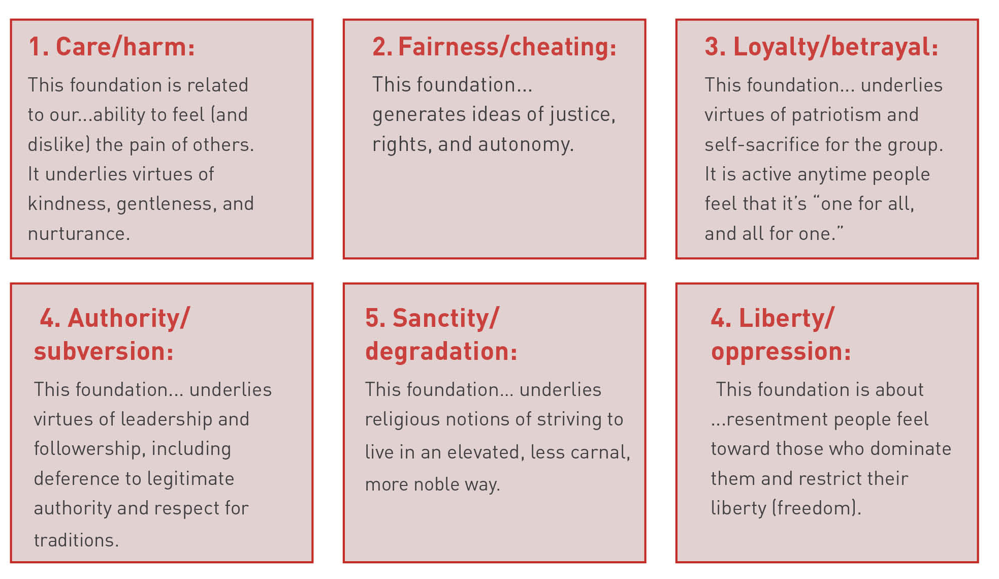 1. Care/harm:
This foundation is related
to our...ability to feel (and
dislike) the pain of others.
It underlies virtues of
kindness, gentleness, and
nurturance.
2. Fairness/cheating:
This foundation...
generates ideas of justice,
rights, and autonomy.
3. Loyalty/betrayal:
This foundation... underlies
virtues of patriotism and
self-sacrifice for the group.
It is active anytime people
feel that it’s “one for all,
and all for one.”
4. Authority/
subversion:
This foundation... underlies
virtues of leadership and
followership, including
deference to legitimate
authority and respect for
traditions.
5. Sanctity/
degradation:
This foundation... underlies
religious notions of striving to
live in an elevated, less carnal,
more noble way.
4. Liberty/
oppression:
This foundation is about
...resentment people feel
toward those who dominate
them and restrict their
liberty (freedom).